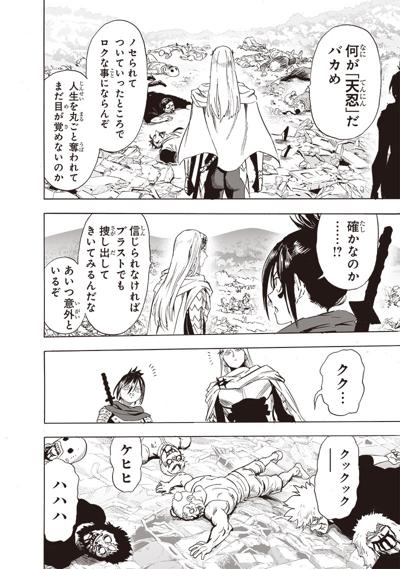 何が「天忍」だ
バカめ
ノセられて
ついていったところで
ロクな事にならんぞ
人生を丸ごと奪われて
まだ目が覚めないのか
確かなのか
……!?
信じられなければ
ブラストでも
捜し出して
きいてみるんだな
あいつ意外と
いるぞ
クク…
クックック
──
ケヒヒ
ハハハ